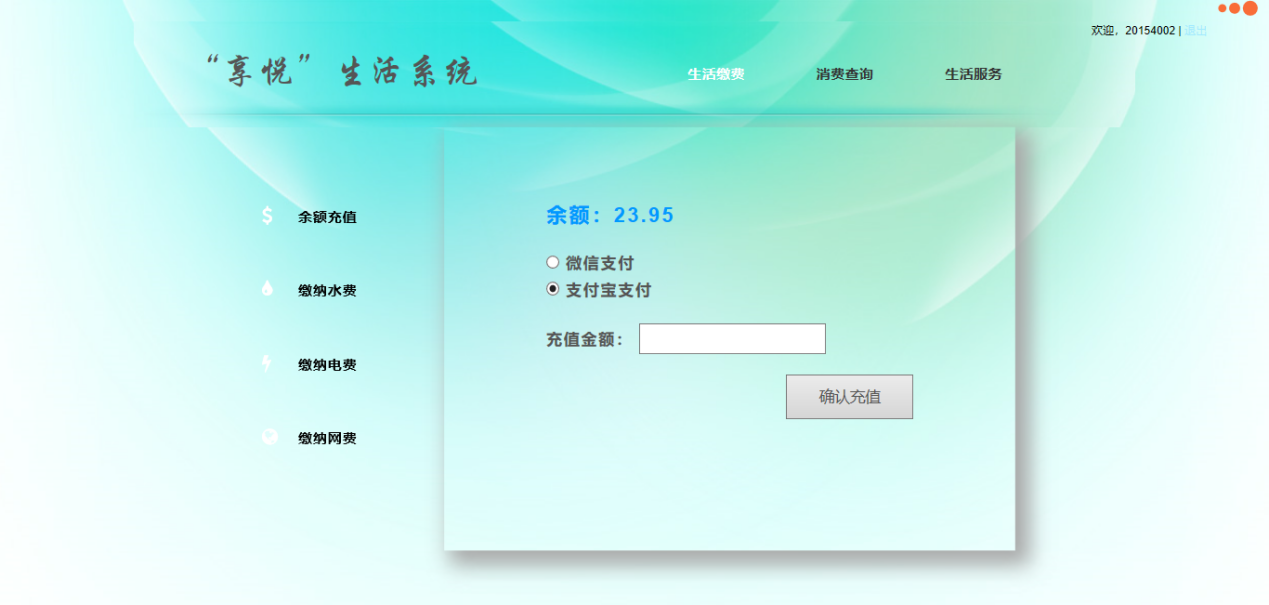 欢迎，20154002 | 退出
“享悦”生活系统
生活缴费 消费查询 生活服务
余额充值
缴纳水费
缴纳电费
缴纳网费
余额：23.95
微信支付
支付宝支付
充值金额：
确认充值